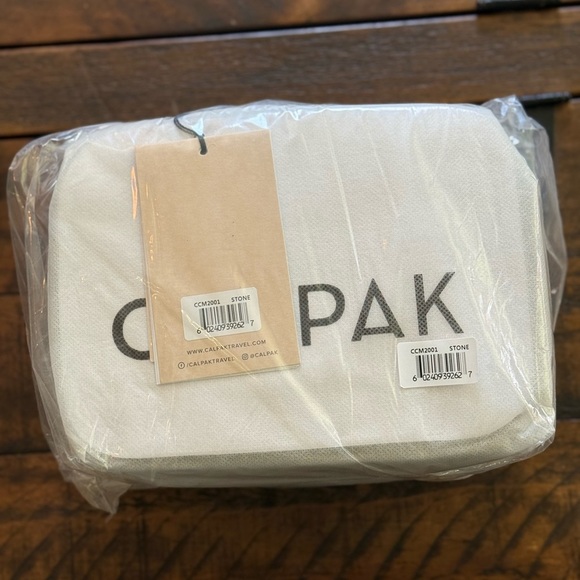 C PAK
CCM2001 STONE
6 02409 39262 7
WWW.CALPAKTRAVEL.COM
/CALPAKTRAVEL @CALPAK
CCM2001 STONE
6 02409 39262 7